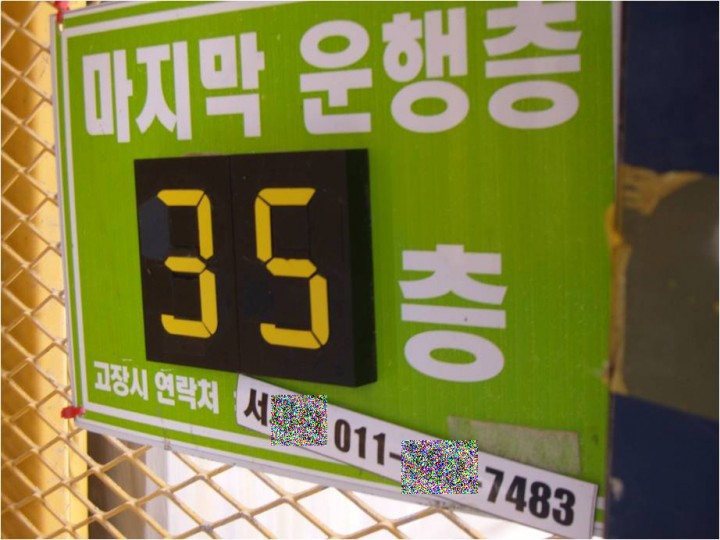 마지막 운행층
35 층
고장시 연락처
서 011- -7483